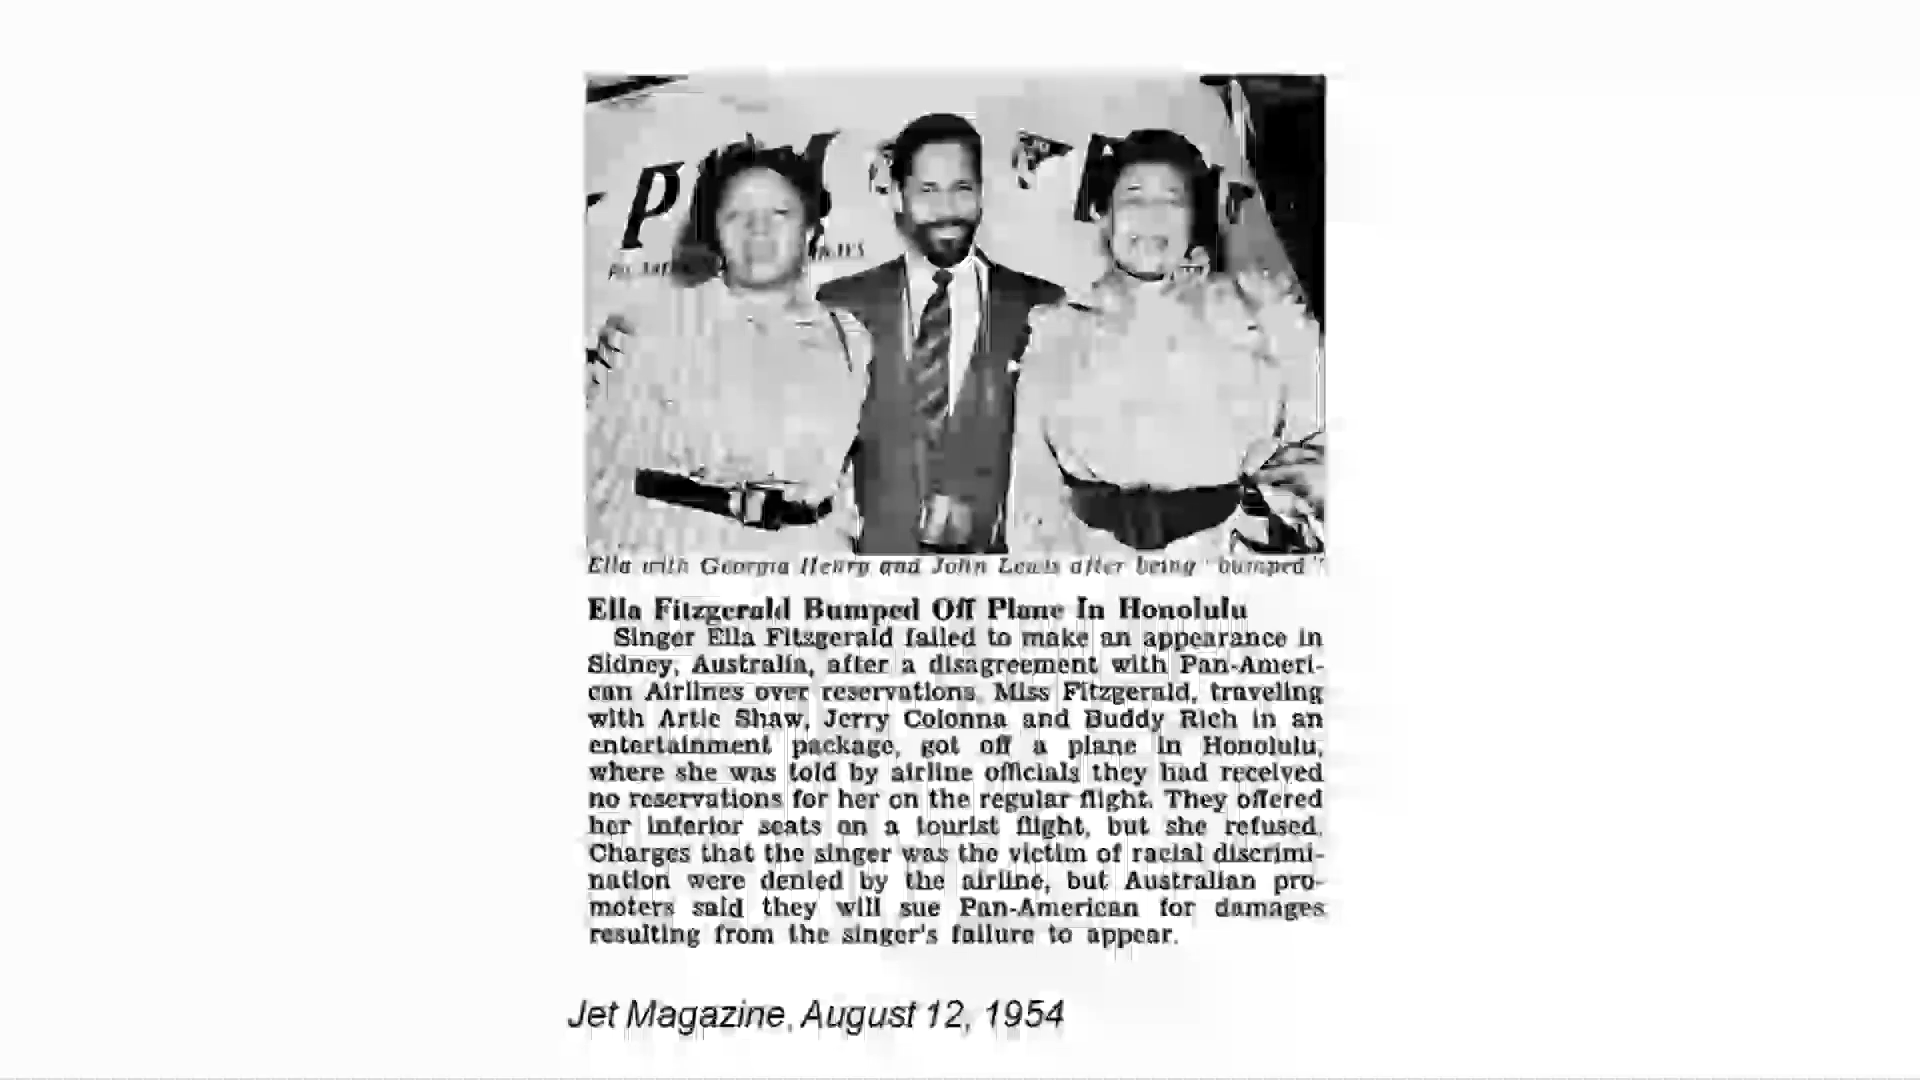 P
Ella with Georgia Henry and John Lewis after being "bumped".
Ella Fitzgerald Bumped Off Plane In Honolulu
Singer Ella Fitzgerald failed to make an appearance in
Sidney, Australia, after a disagreement with Pan-Ameri-
can Airlines over reservations. Miss Fitzgerald, traveling
with Artie Shaw, Jerry Colonna and Buddy Rich in an
entertainment package, got off a plane in Honolulu,
where she was told by airline officials they had received
no reservations for her on the regular flight. They offered
her inferior seats on a tourist flight, but she refused.
Charges that the singer was the victim of racial discrimi-
nation were denied by the airline, but Australian pro-
moters said they will sue Pan-American for damages
resulting from the singer's failure to appear.
Jet Magazine, August 12, 1954